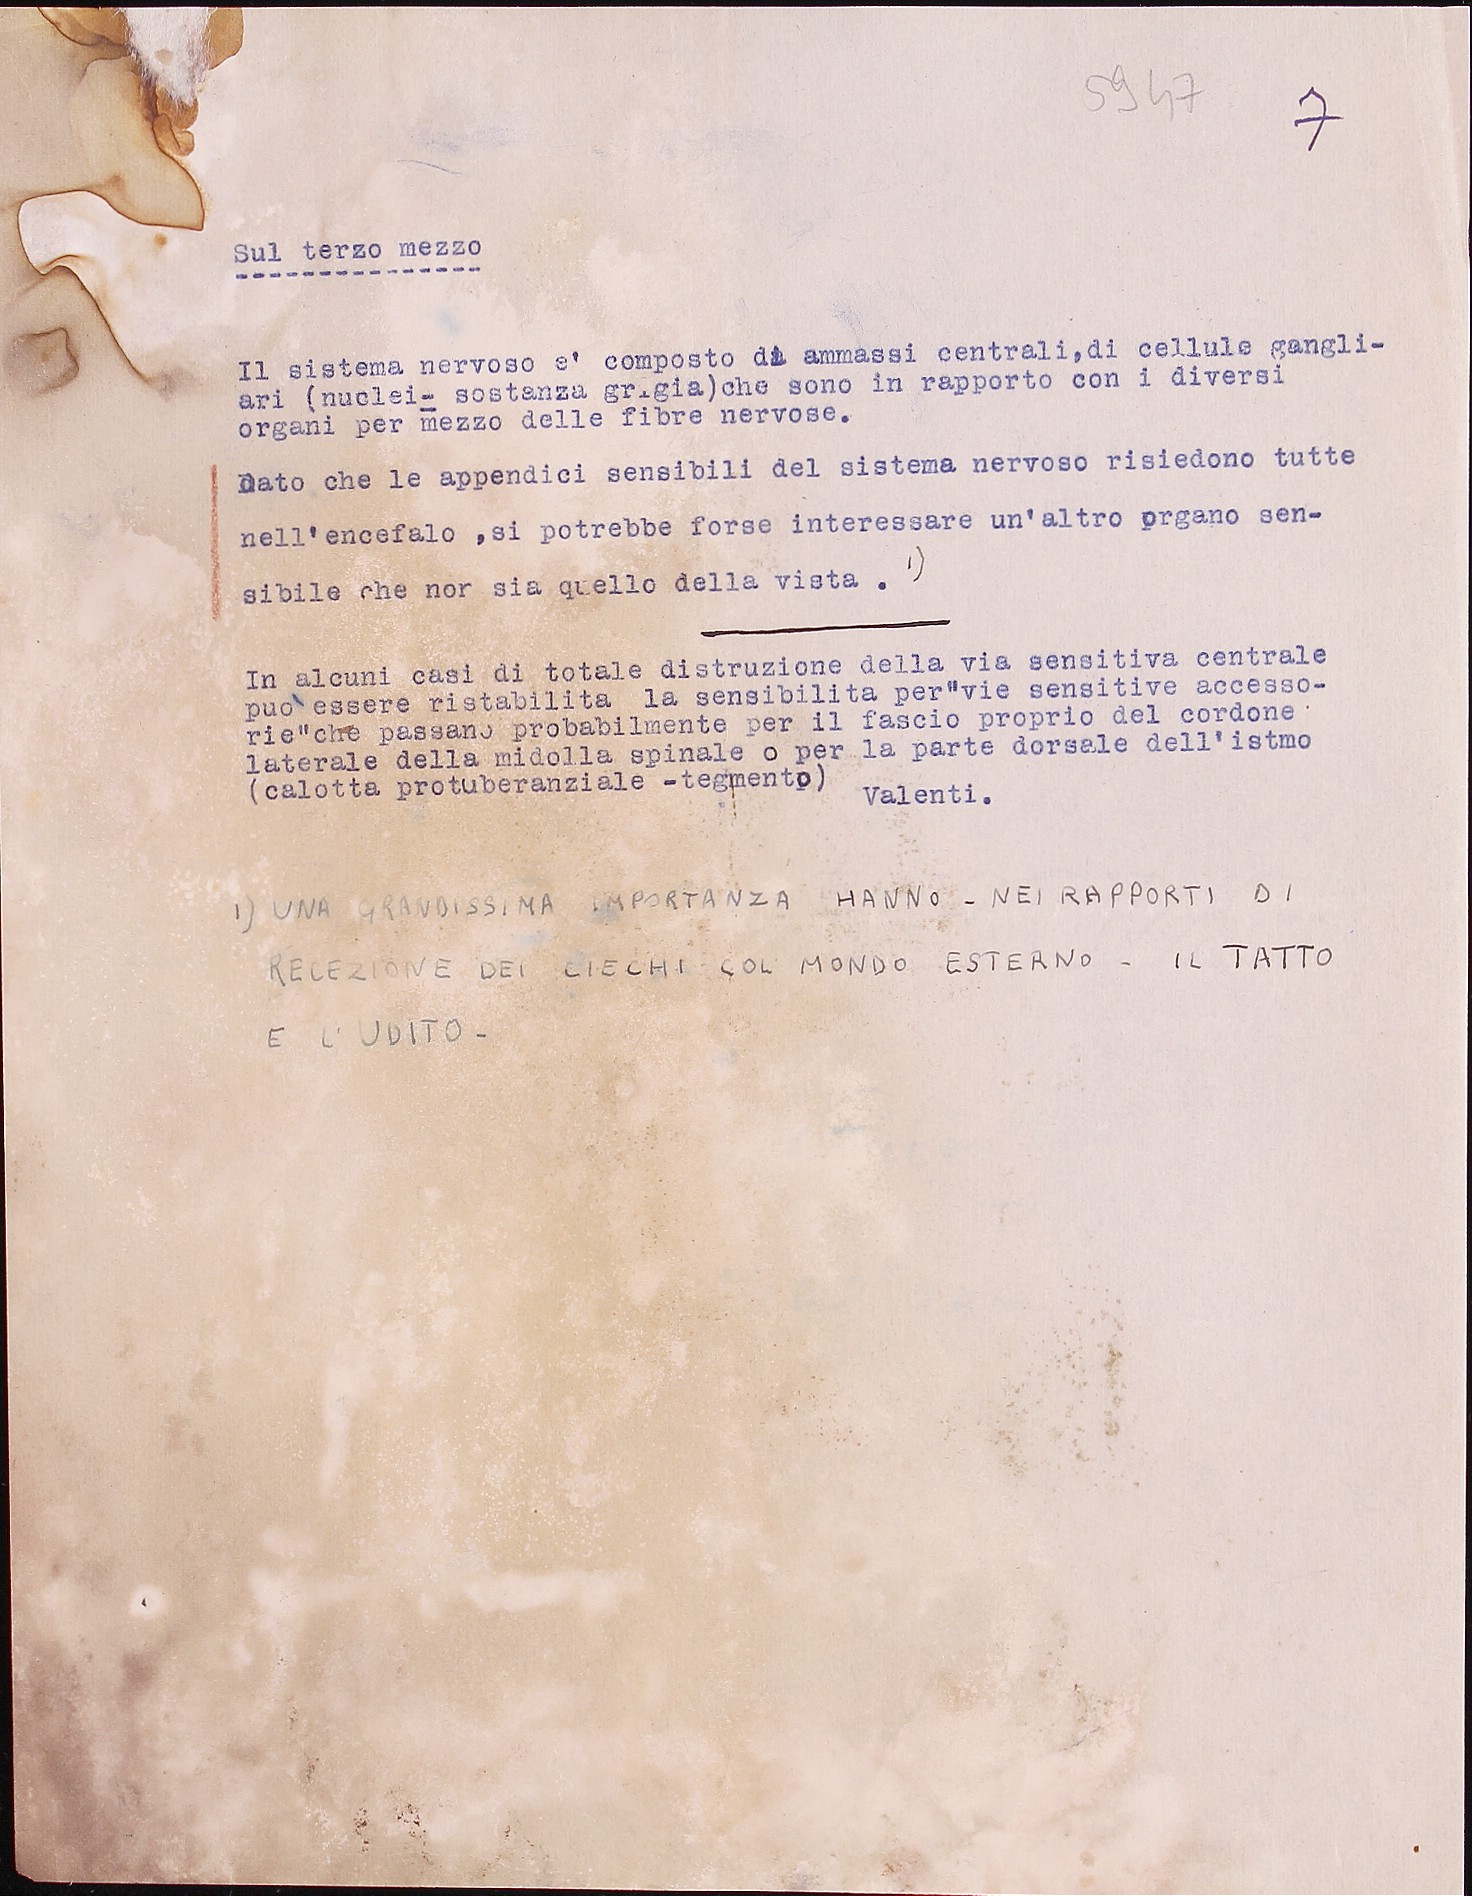 5947
7
Sul terzo mezzo
Il sistema nervoso e' composto di ammassi centrali,di cellule gangli-
ari (nuclei- sostanza grigia)che sono in rapporto con i diversi
organi per mezzo delle fibre nervose.
Dato che le appendici sensibili del sistema nervoso risiedono tutte
nell'encefalo ,si potrebbe forse interessare un'altro organo sen-
sibile che nor sia quello della vista . 1)
In alcuni casi di totale distruzione della via sensitiva centrale
puo` essere ristabilita la sensibilita per"vie sensitive accesso-
rie"che passano probabilmente per il fascio proprio del cordone
laterale della midolla spinale o per la parte dorsale dell'istmo
(calotta protuberanziale -tegmento)
Valenti.
1) UNA GRANDISSIMA IMPORTANZA HANNO - NEI RAPPORTI DI
RECEZIONE DEI CIECHI COL MONDO ESTERNO - IL TATTO
E L'UDITO -